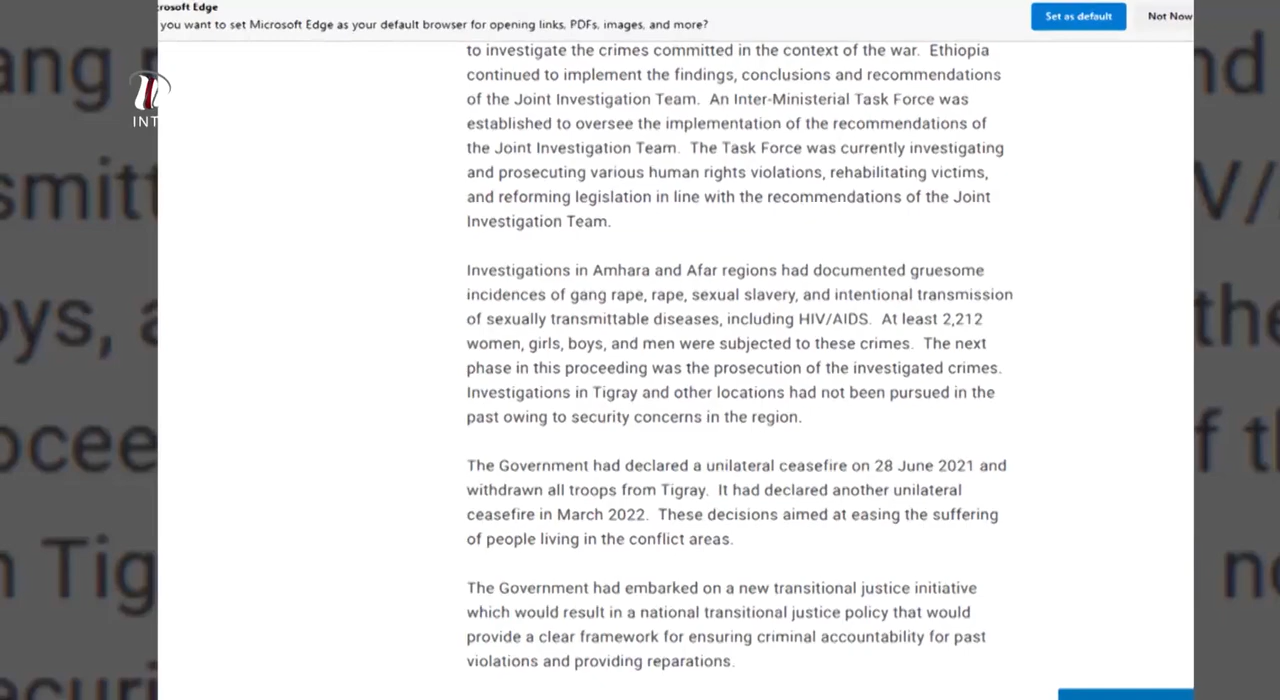 rosoft Edge
you want to set Microsoft Edge as your default browser for opening links, PDFs, images, and more?
Set as default
Not Now
INT
to investigate the crimes committed in the context of the war. Ethiopia
continued to implement the findings, conclusions and recommendations
of the Joint Investigation Team. An Inter-Ministerial Task Force was
established to oversee the implementation of the recommendations of
the Joint Investigation Team. The Task Force was currently investigating
and prosecuting various human rights violations, rehabilitating victims,
and reforming legislation in line with the recommendations of the Joint
Investigation Team.
Investigations in Amhara and Afar regions had documented gruesome
incidences of gang rape, rape, sexual slavery, and intentional transmission
of sexually transmittable diseases, including HIV/AIDS. At least 2,212
women, girls, boys, and men were subjected to these crimes. The next
phase in this proceeding was the prosecution of the investigated crimes.
Investigations in Tigray and other locations had not been pursued in the
past owing to security concerns in the region.
The Government had declared a unilateral ceasefire on 28 June 2021 and
withdrawn all troops from Tigray. It had declared another unilateral
ceasefire in March 2022. These decisions aimed at easing the suffering
of people living in the conflict areas.
The Government had embarked on a new transitional justice initiative
which would result in a national transitional justice policy that would
provide a clear framework for ensuring criminal accountability for past
violations and providing reparations.